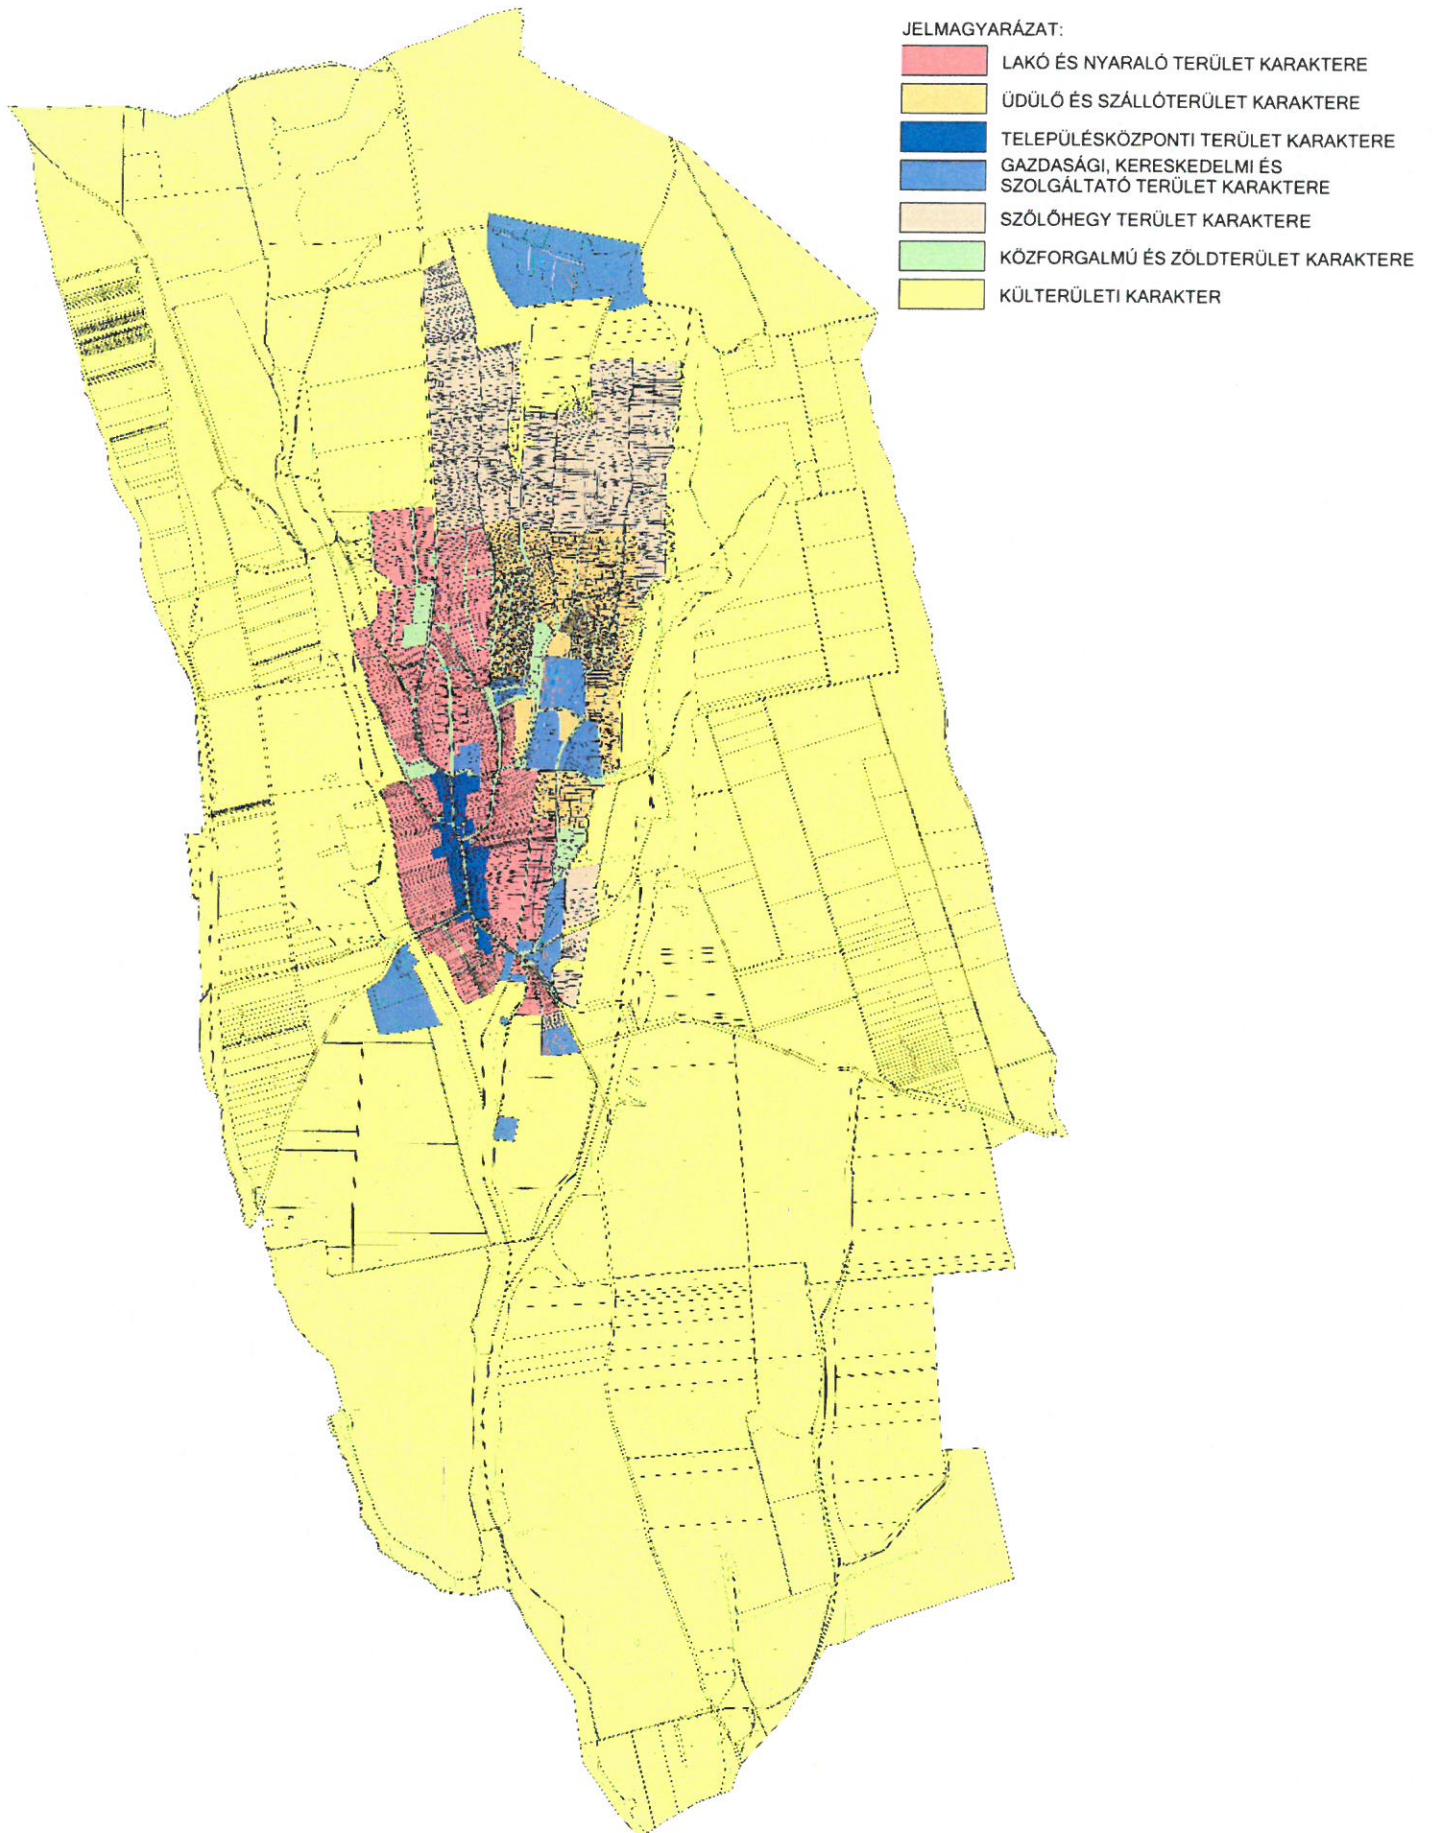 JELMAGYARÁZAT:
LAKÓ ÉS NYARALÓ TERÜLET KARAKTERE
ÜDÜLŐ ÉS SZÁLLÓTERÜLET KARAKTERE
TELEPÜLÉSKÖZPONTI TERÜLET KARAKTERE
GAZDASÁGI, KERESKEDELMI ÉS
SZOLGÁLTATÓ TERÜLET KARAKTERE
SZŐLŐHEGY TERÜLET KARAKTERE
KÖZFORGALMÚ ÉS ZÖLDTERÜLET KARAKTERE
KÜLTERÜLETI KARAKTER